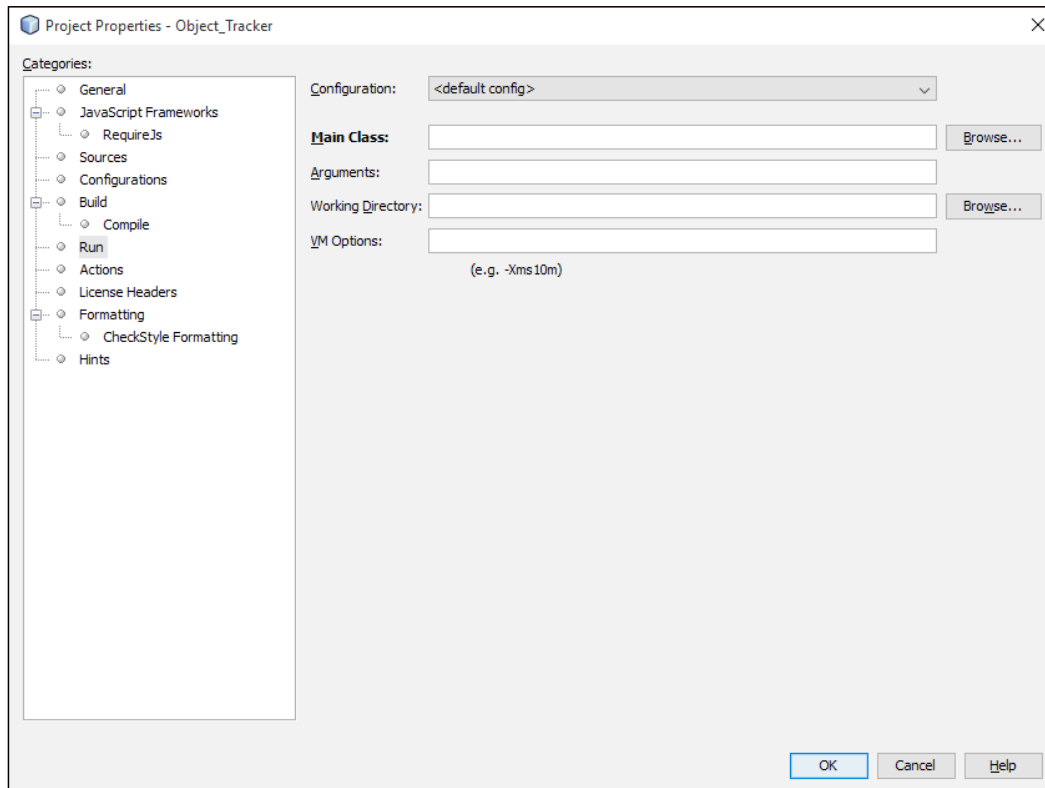 Project Properties - Object_Tracker
Categories:
General
JavaScript Frameworks
RequireJs
Sources
Configurations
Build
Compile
Run
Actions
License Headers
Formatting
CheckStyle Formatting
Hints
Configuration: <default config>
Main Class: Browse...
Arguments:
Working Directory: Browse...
VM Options:
(e.g. -Xms10m)
OK Cancel Help